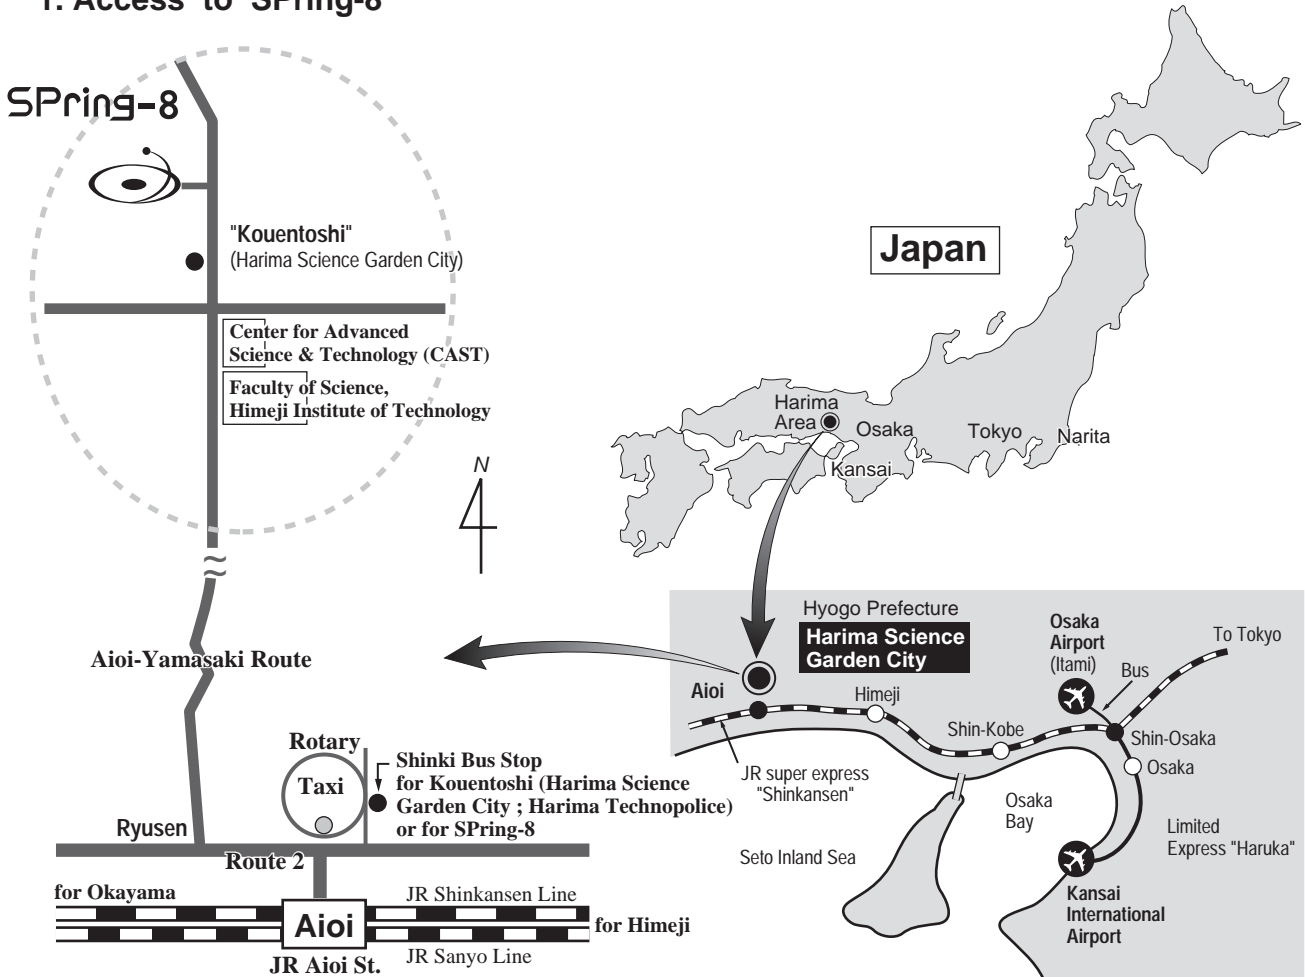 1. Access to SPring-8
SPring-8
"Kouentoshi"
(Harima Science Garden City)
Center for Advanced
Science & Technology (CAST)
Faculty of Science,
Himeji Institute of Technology
N
Aioi-Yamasaki Route
Rotary
Taxi
Shinki Bus Stop
for Kouentoshi (Harima Science
Garden City ; Harima Technopolice)
or for SPring-8
Ryusen
Route 2
for Okayama
JR Shinkansen Line
Aioi
for Himeji
JR Sanyo Line
JR Aioi St.
Japan
Harima
Area
Osaka
Tokyo
Narita
Kansai
Hyogo Prefecture
Harima Science
Garden City
Osaka
Airport
(Itami)
To Tokyo
Bus
Aioi
Himeji
Shin-Kobe
Shin-Osaka
Osaka
JR super express
"Shinkansen"
Osaka
Bay
Limited
Express "Haruka"
Seto Inland Sea
Kansai
International
Airport